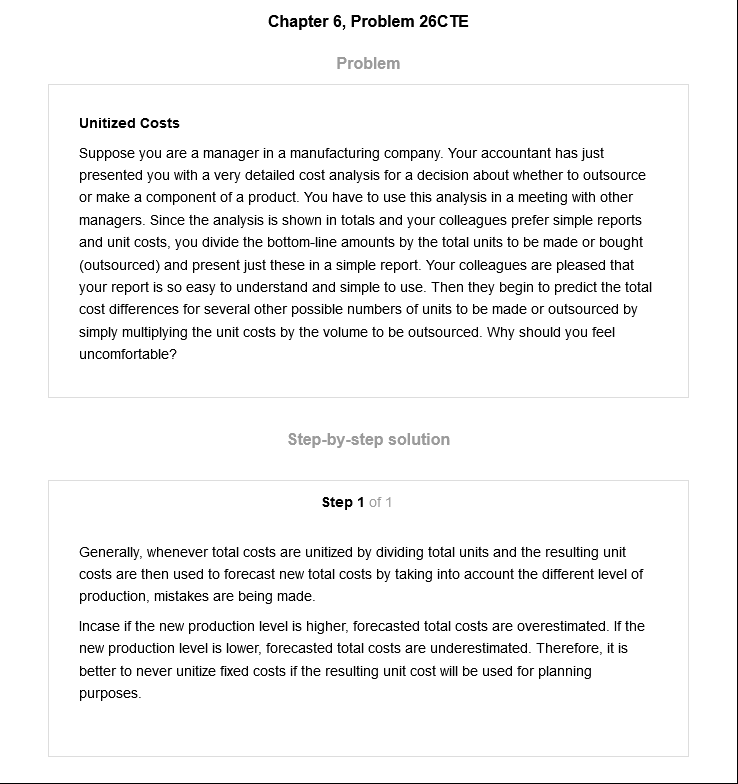 Chapter 6, Problem 26CTE
Problem
Unitized Costs
Suppose you are a manager in a manufacturing company. Your accountant has just
presented you with a very detailed cost analysis for a decision about whether to outsource
or make a component of a product. You have to use this analysis in a meeting with other
managers. Since the analysis is shown in totals and your colleagues prefer simple reports
and unit costs, you divide the bottom-line amounts by the total units to be made or bought
(outsourced) and present just these in a simple report. Your colleagues are pleased that
your report is so easy to understand and simple to use. Then they begin to predict the total
cost differences for several other possible numbers of units to be made or outsourced by
simply multiplying the unit costs by the volume to be outsourced. Why should you feel
uncomfortable?
Step-by-step solution
Step 1 of 1
Generally, whenever total costs are unitized by dividing total units and the resulting unit
costs are then used to forecast new total costs by taking into account the different level of
production, mistakes are being made.
Incase if the new production level is higher, forecasted total costs are overestimated. If the
new production level is lower, forecasted total costs are underestimated. Therefore, it is
better to never unitize fixed costs if the resulting unit cost will be used for planning
purposes.